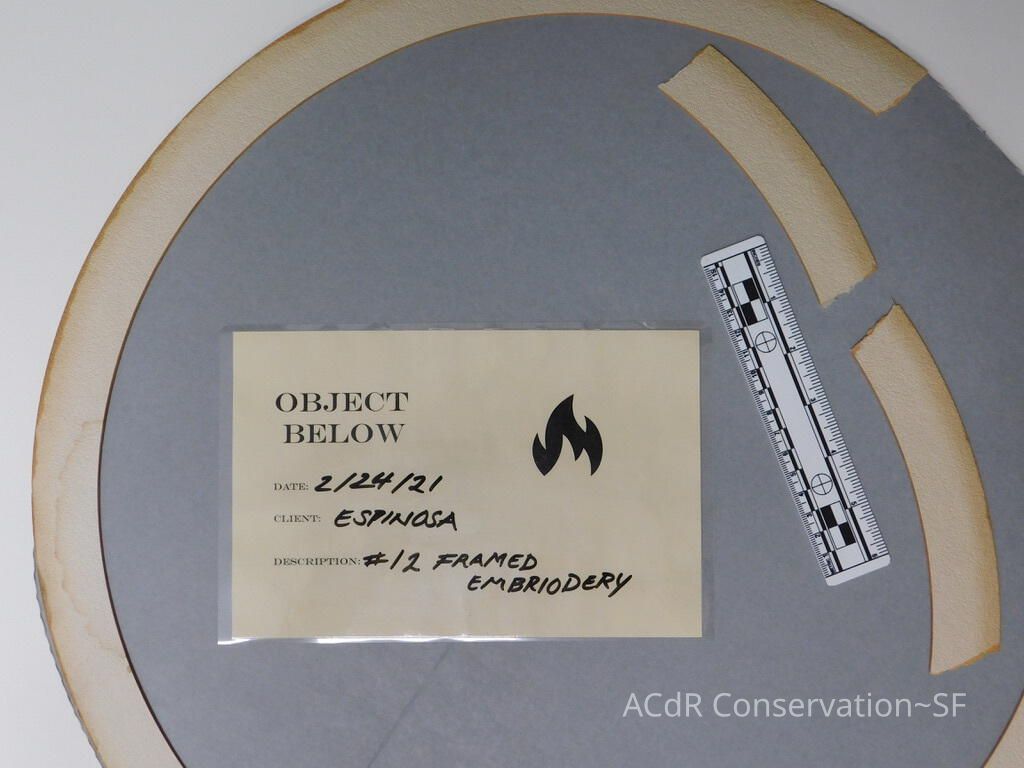 OBJECT
BELOW
DATE: 2/24/21
CLIENT: ESPINOSA
DESCRIPTION: #12 FRAMED
EMBRIODERY
ACdR Conservation~SF